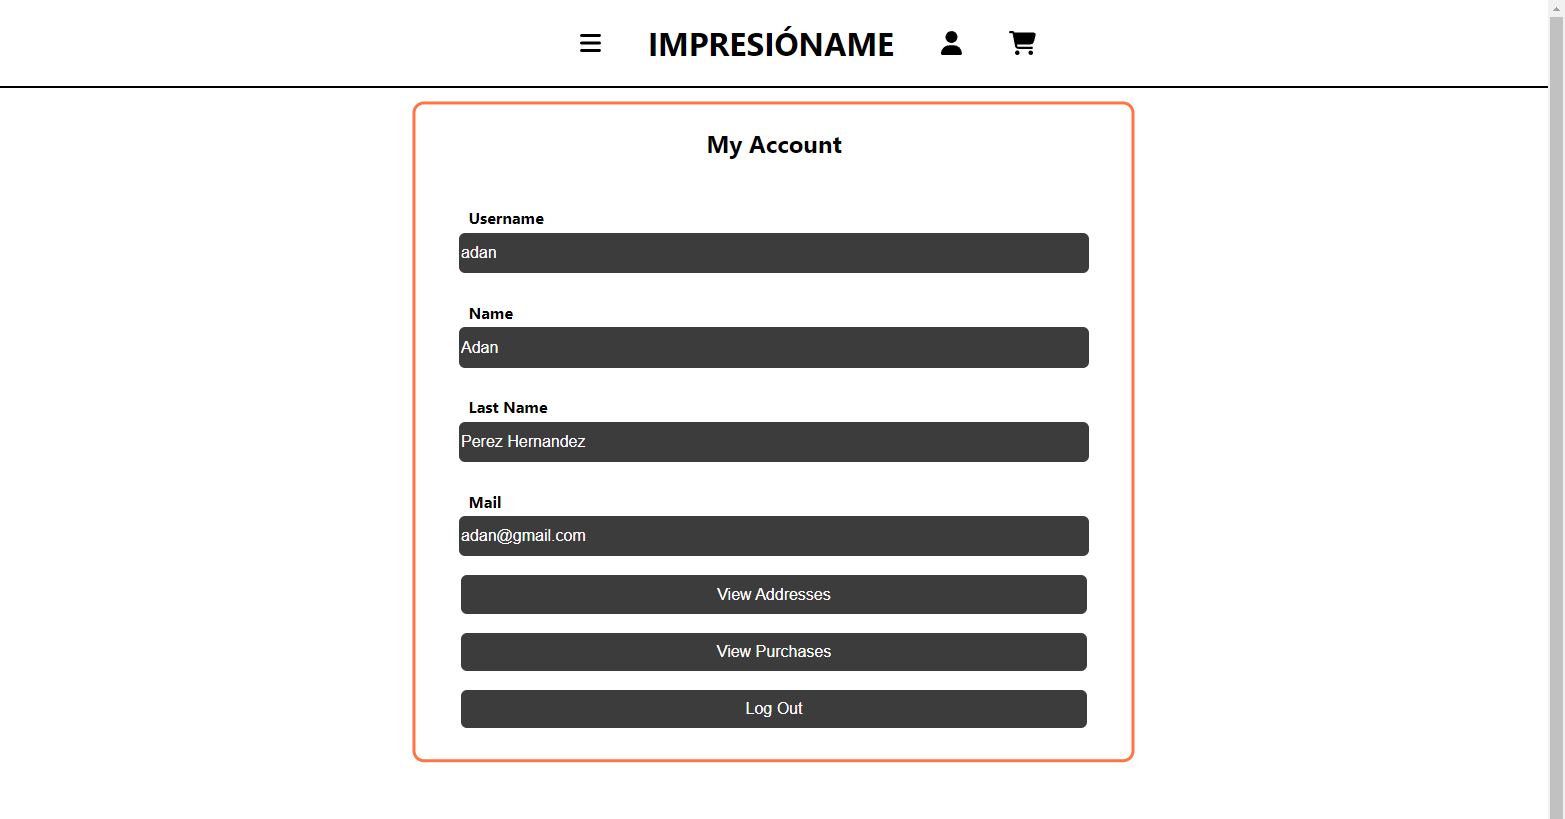 IMPRESIÓNAME
My Account
Username
adan
Name
Adan
Last Name
Perez Hernandez
Mail
adan@gmail.com
View Addresses
View Purchases
Log Out